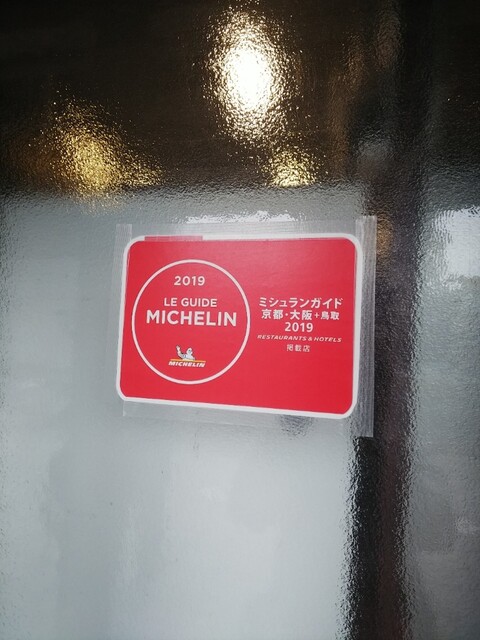 2019
LE GUIDE
MICHELIN
MICHELIN
ミシュランガイド
京都・大阪+鳥取
2019
RESTAURANTS & HOTELS
掲載店